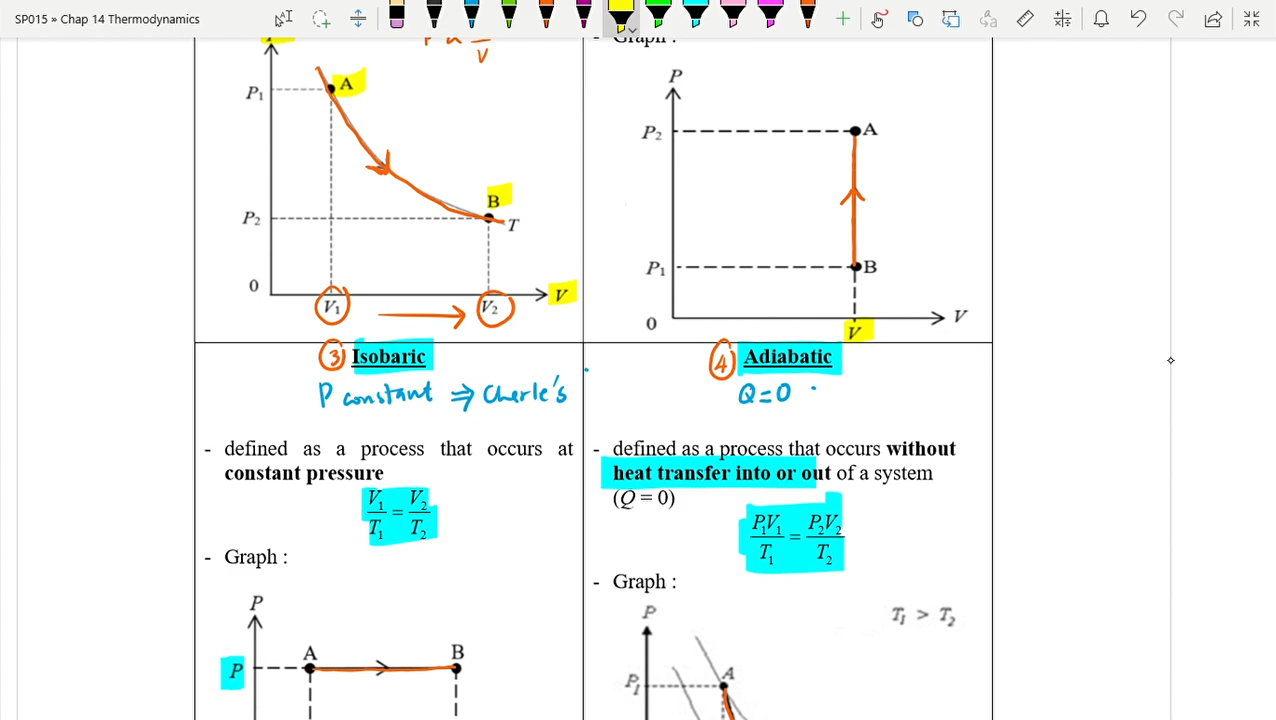 SP015 » Chap 14 Thermodynamics
P ∝ 1/V
P₁
A
P₂
B
T
0
V₁
V₂
V
- Graph :
P
P₂
A
P₁
B
0
V
V
3 Isobaric
P constant ⇒ Charle's
- defined as a process that occurs at
constant pressure
V₁/T₁ = V₂/T₂
- Graph :
P
A
B
P
4 Adiabatic
Q=0
- defined as a process that occurs without
heat transfer into or out of a system
(Q = 0)
P₁V₁/T₁ = P₂V₂/T₂
- Graph :
P
T₁ > T₂
P₁
A